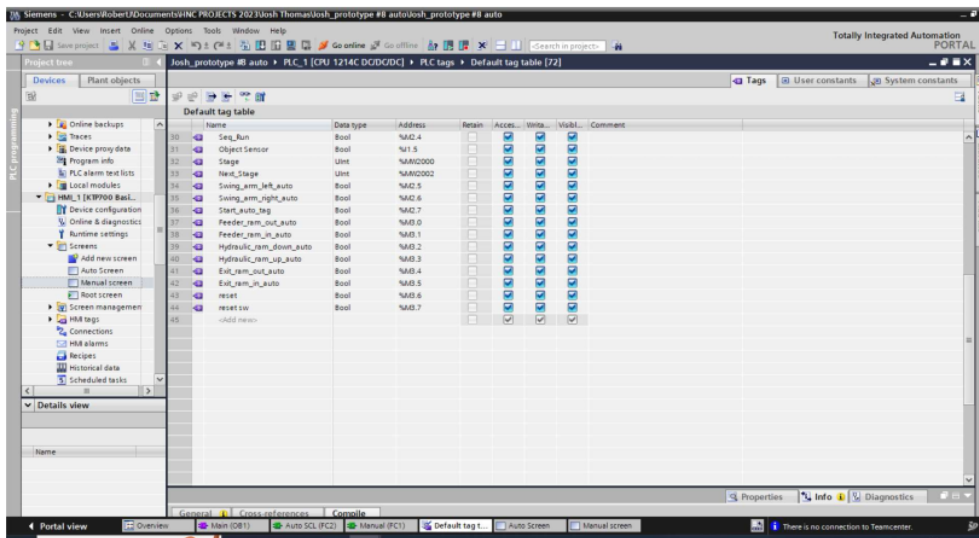 Siemens - C:\Users\RobertJ\Documents\HNC PROJECTS 2023\Josh Thomas\Josh_prototype #8 auto\Josh_prototype #8 auto
Project Edit View Insert Online Options Tools Window Help
Totally Integrated Automation
PORTAL
Save project
Go online
Go offline
<Search in project>
Project tree
Josh_prototype #8 auto PLC_1 [CPU 1214C DC/DC/DC] PLC tags Default tag table [72]
Devices Plant objects
Tags User constants System constants
PLC programming
Default tag table
Name Data type Address Retain Acces... Writa... Visibl... Comment
30 Seq_Run Bool %M2.4
31 Object Sensor Bool %I1.5
32 Stage UInt %MW2000
33 Next_Stage UInt %MW2002
34 Swing_arm_left_auto Bool %M2.5
35 Swing_arm_right_auto Bool %M2.6
36 Start_auto_tag Bool %M2.7
37 Feeder_ram_out_auto Bool %M3.0
38 Feeder_ram_in_auto Bool %M3.1
39 Hydraulic_ram_down_auto Bool %M3.2
40 Hydraulic_ram_up_auto Bool %M3.3
41 Exit_ram_out_auto Bool %M3.4
42 Exit_ram_in_auto Bool %M3.5
43 reset Bool %M3.6
44 reset sw Bool %M3.7
45 <Add new>
Online backups
Traces
Device proxy data
Program info
PLC alarm text lists
Local modules
HMI_1 [KTP700 Basi...
Device configuration
Online & diagnostics
Runtime settings
Screens
Add new screen
Auto Screen
Manual screen
Root screen
Screen managemen
HMI tags
Connections
HMI alarms
Recipes
Historical data
Scheduled tasks
Details view
Name
Properties Info Diagnostics
General Cross-references Compile
Portal view Overview Main (OB1) Auto SCL (FC2) Manual (FC1) Default tag t... Auto Screen Manual screen There is no connection to Teamcenter.